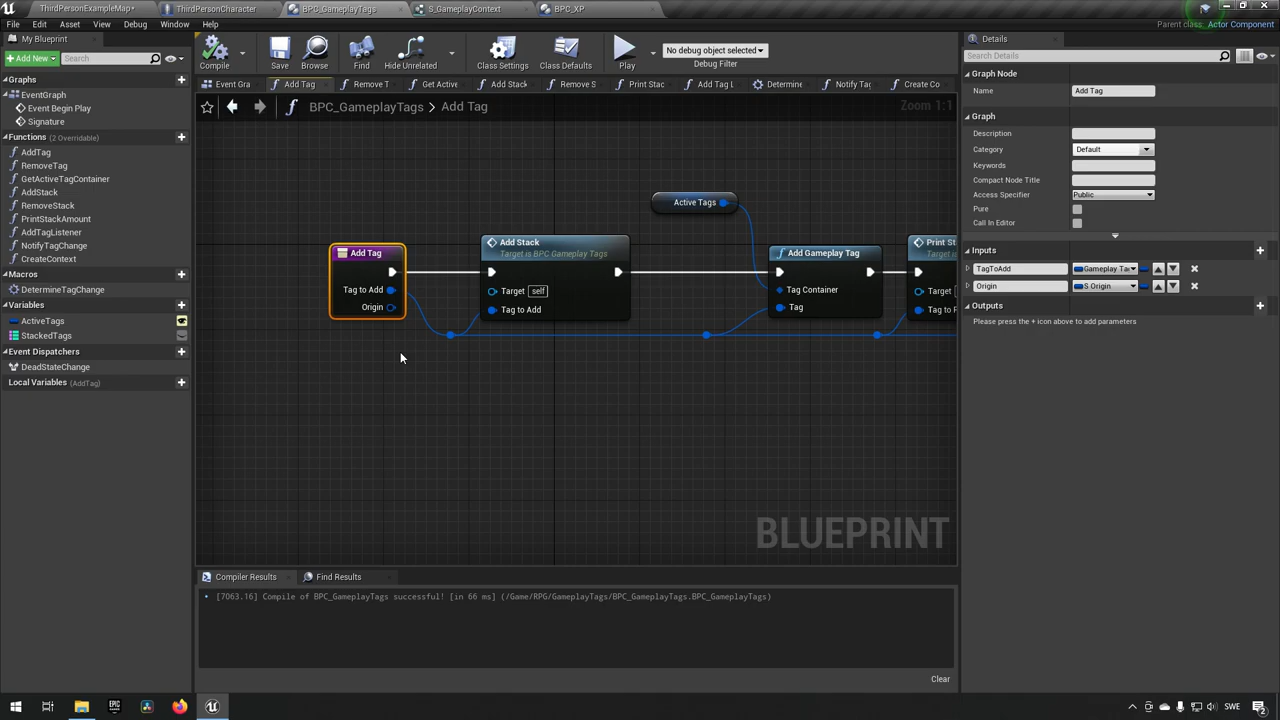 ThirdPersonExampleMap*
ThirdPersonCharacter
BPC_GameplayTags
S_GameplayContext
BPC_XP
File
Edit
Asset
View
Debug
Window
Help
Parent class: Actor Component
My Blueprint
Add New
Search
Graphs
EventGraph
Event Begin Play
Signature
Functions (2 Overridable)
AddTag
RemoveTag
GetActiveTagContainer
AddStack
RemoveStack
PrintStackAmount
AddTagListener
NotifyTagChange
CreateContext
Macros
DetermineTagChange
Variables
ActiveTags
StackedTags
Event Dispatchers
DeadStateChange
Local Variables (AddTag)
Compile
Save
Browse
Find
Hide Unrelated
Class Settings
Class Defaults
Play
No debug object selected
Debug Filter
Event Gra
Add Tag
Remove T
Get Active
Add Stack
Remove S
Print Stac
Add Tag L
Determine
Notify Tag
Create Co
BPC_GameplayTags > Add Tag
Zoom 1:1
Active Tags
Add Tag
Tag to Add
Origin
Add Stack
Target is BPC Gameplay Tags
Target self
Tag to Add
Add Gameplay Tag
Tag Container
Tag
Print St
Target is
Target
Tag to P
BLUEPRINT
Compiler Results
Find Results
[7063.16] Compile of BPC_GameplayTags successful! [in 66 ms] (/Game/RPG/GameplayTags/BPC_GameplayTags.BPC_GameplayTags)
Clear
Details
Search Details
Graph Node
Name Add Tag
Graph
Description
Category Default
Keywords
Compact Node Title
Access Specifier Public
Pure
Call In Editor
Inputs
TagToAdd Gameplay Tag
Origin S Origin
Outputs
Please press the + icon above to add parameters
EPIC
GAMES
SWE
2